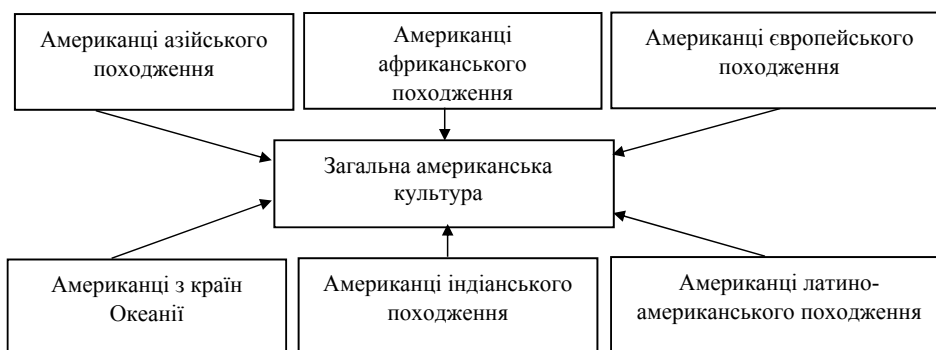 Американці азійського
походження
Американці
африканського
походження
Американці європейського
походження
Загальна американська
культура
Американці з країн
Океанії
Американці індіанського
походження
Американці латино-
американського походження